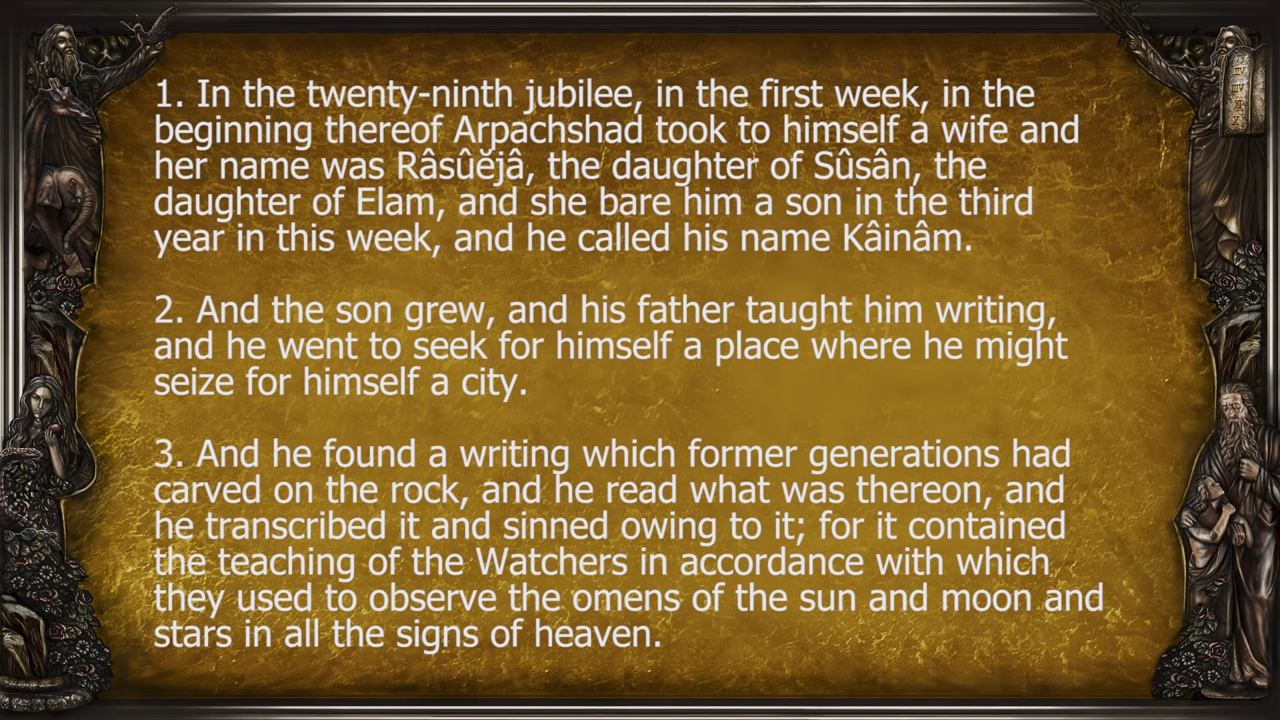 1. In the twenty-ninth jubilee, in the first week, in the
beginning thereof Arpachshad took to himself a wife and
her name was Râsûĕjâ, the daughter of Sûsân, the
daughter of Elam, and she bare him a son in the third
year in this week, and he called his name Kâinâm.
2. And the son grew, and his father taught him writing,
and he went to seek for himself a place where he might
seize for himself a city.
3. And he found a writing which former generations had
carved on the rock, and he read what was thereon, and
he transcribed it and sinned owing to it; for it contained
the teaching of the Watchers in accordance with which
they used to observe the omens of the sun and moon and
stars in all the signs of heaven.